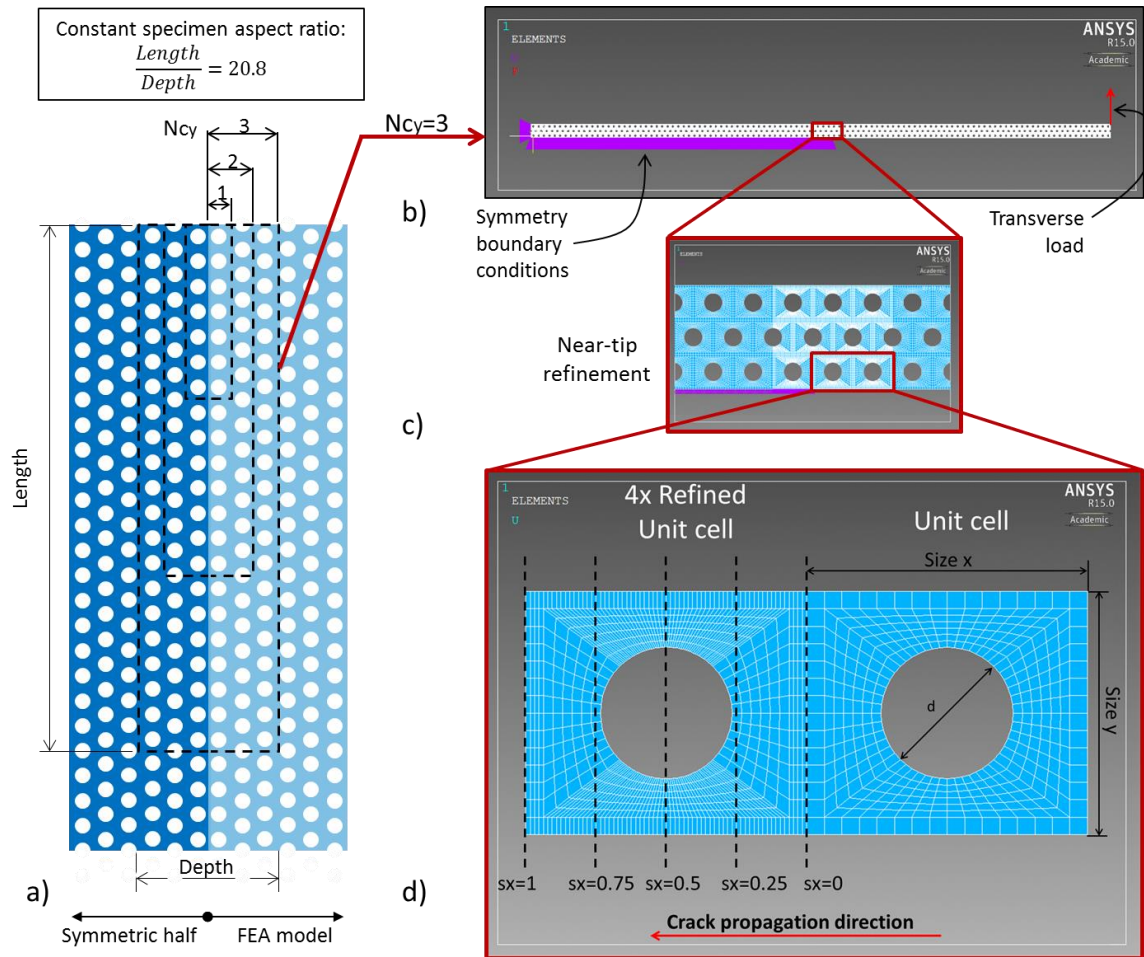 Constant specimen aspect ratio:
Length
Depth
= 20.8
Ncy
3
2
1
Length
Depth
a)
Symmetric half
FEA model
Ncy=3
1
ELEMENTS
ANSYS
R15.0
Academic
b)
Symmetry
boundary
conditions
Transverse
load
1
ELEMENTS
ANSYS
R15.0
Academic
Near-tip
refinement
c)
1
ELEMENTS
U
ANSYS
R15.0
Academic
4x Refined
Unit cell
Unit cell
Size x
Size y
d
sx=1
sx=0.75
sx=0.5
sx=0.25
sx=0
Crack propagation direction
d)